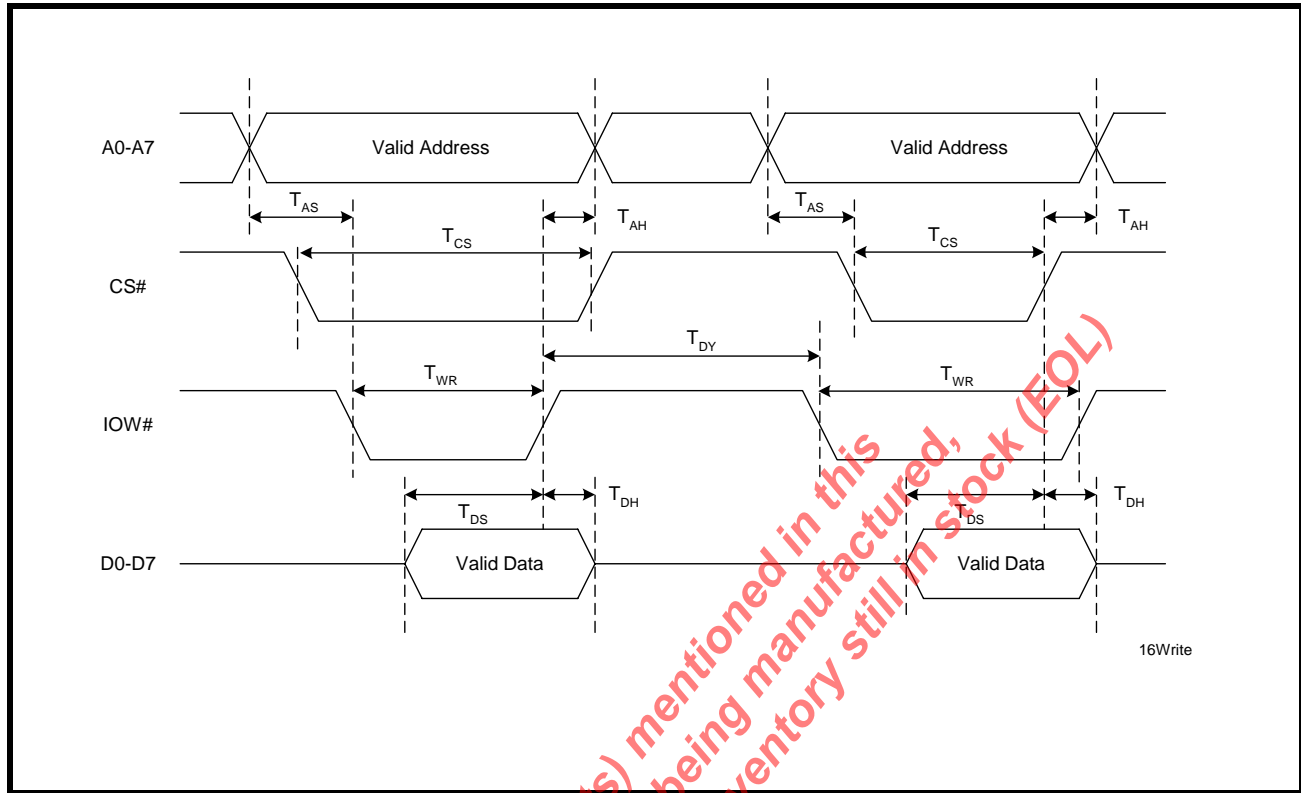 A0-A7
Valid Address
Valid Address
TAS
TAH
TAS
TAH
TCS
TCS
CS#
TDY
TWR
TWR
IOW#
TDS
TDH
TDS
TDH
D0-D7
Valid Data
Valid Data
16Write
mentioned in this
being manufactured,
still in stock (EOL)